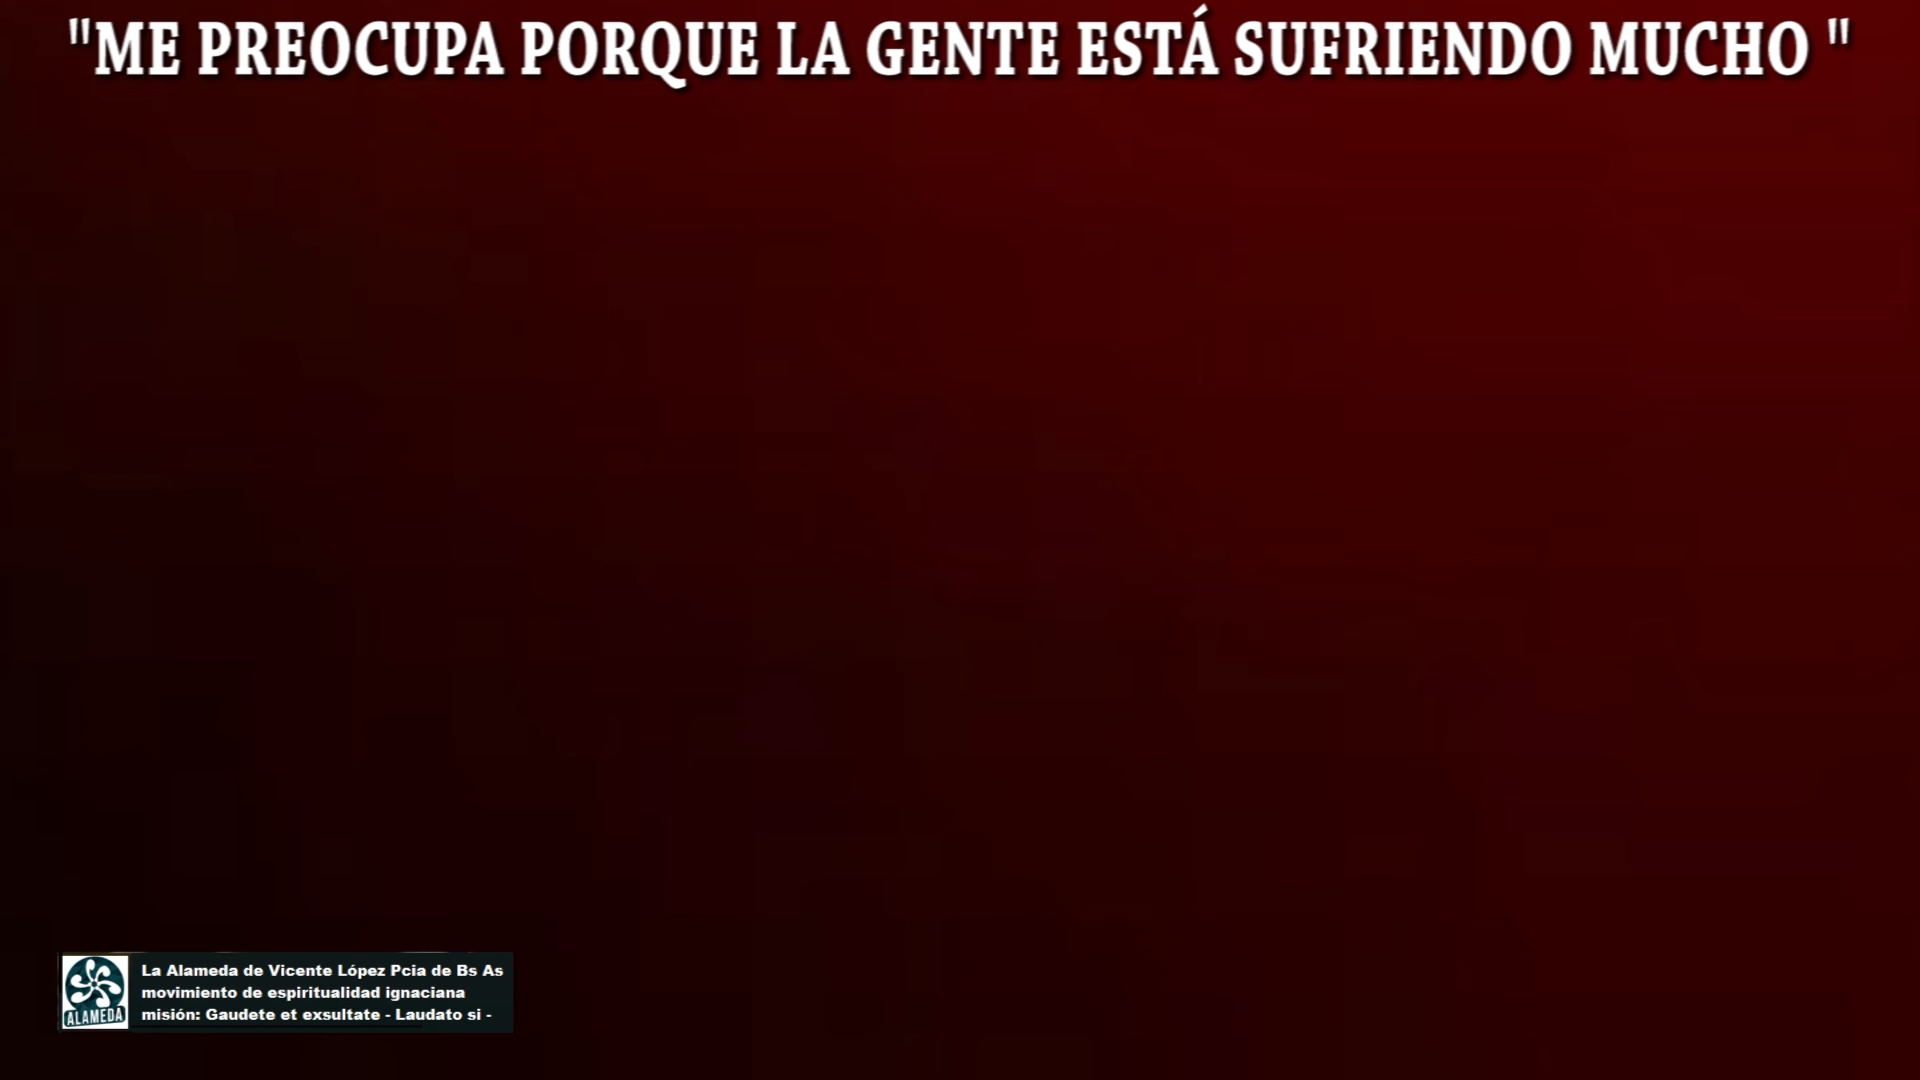 "ME PREOCUPA PORQUE LA GENTE ESTÁ SUFRIENDO MUCHO "
La Alameda de Vicente López Pcia de Bs As
movimiento de espiritualidad ignaciana
misión: Gaudete et exsultate - Laudato si -
ALAMEDA